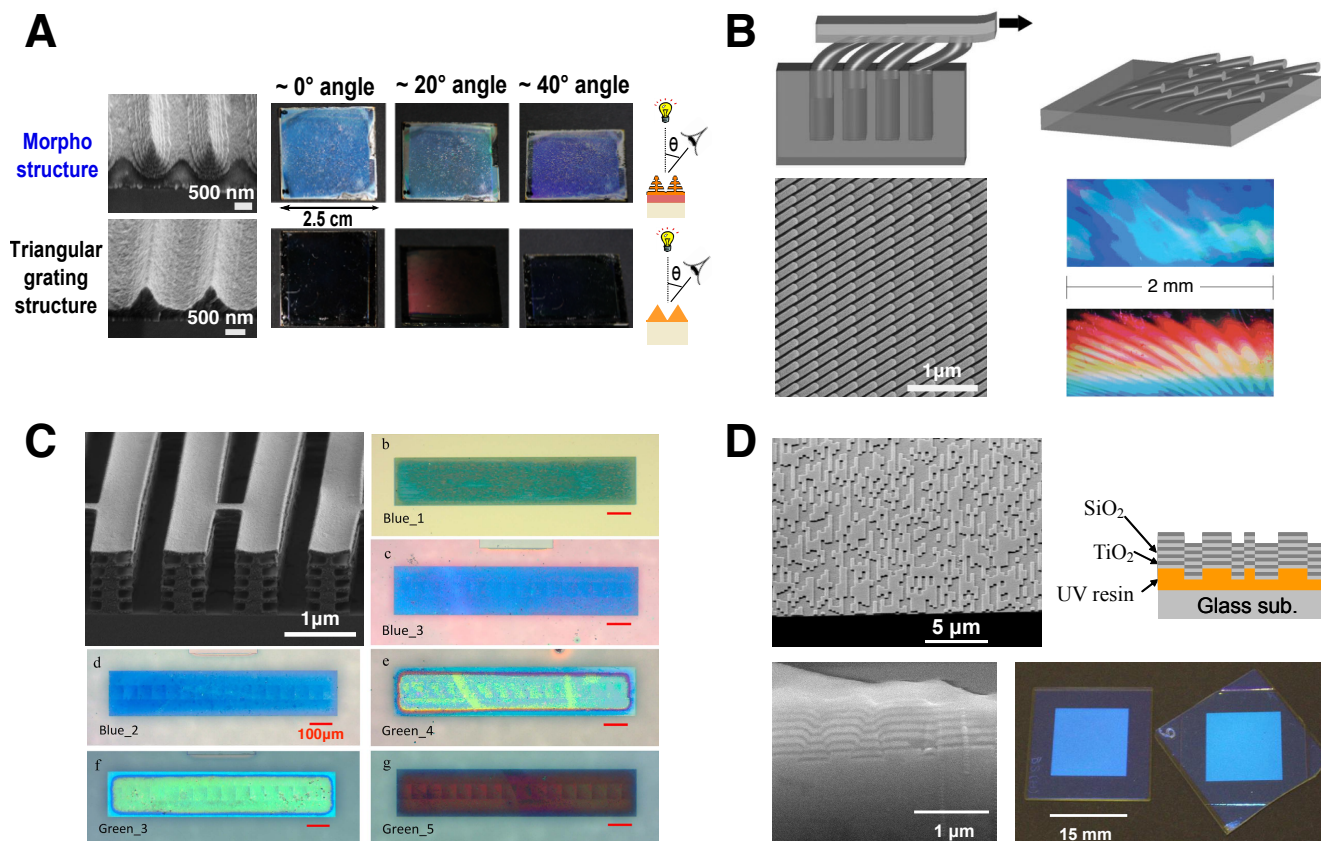 A
~ 0° angle
~ 20° angle
~ 40° angle
Morpho
structure
500 nm
θ
2.5 cm
Triangular
grating
structure
500 nm
θ
B
2 mm
1µm
C
1µm
b
Blue_1
c
Blue_3
d
Blue_2
100µm
e
Green_4
f
Green_3
g
Green_5
D
5 µm
SiO₂
TiO₂
UV resin
Glass sub.
1 µm
15 mm